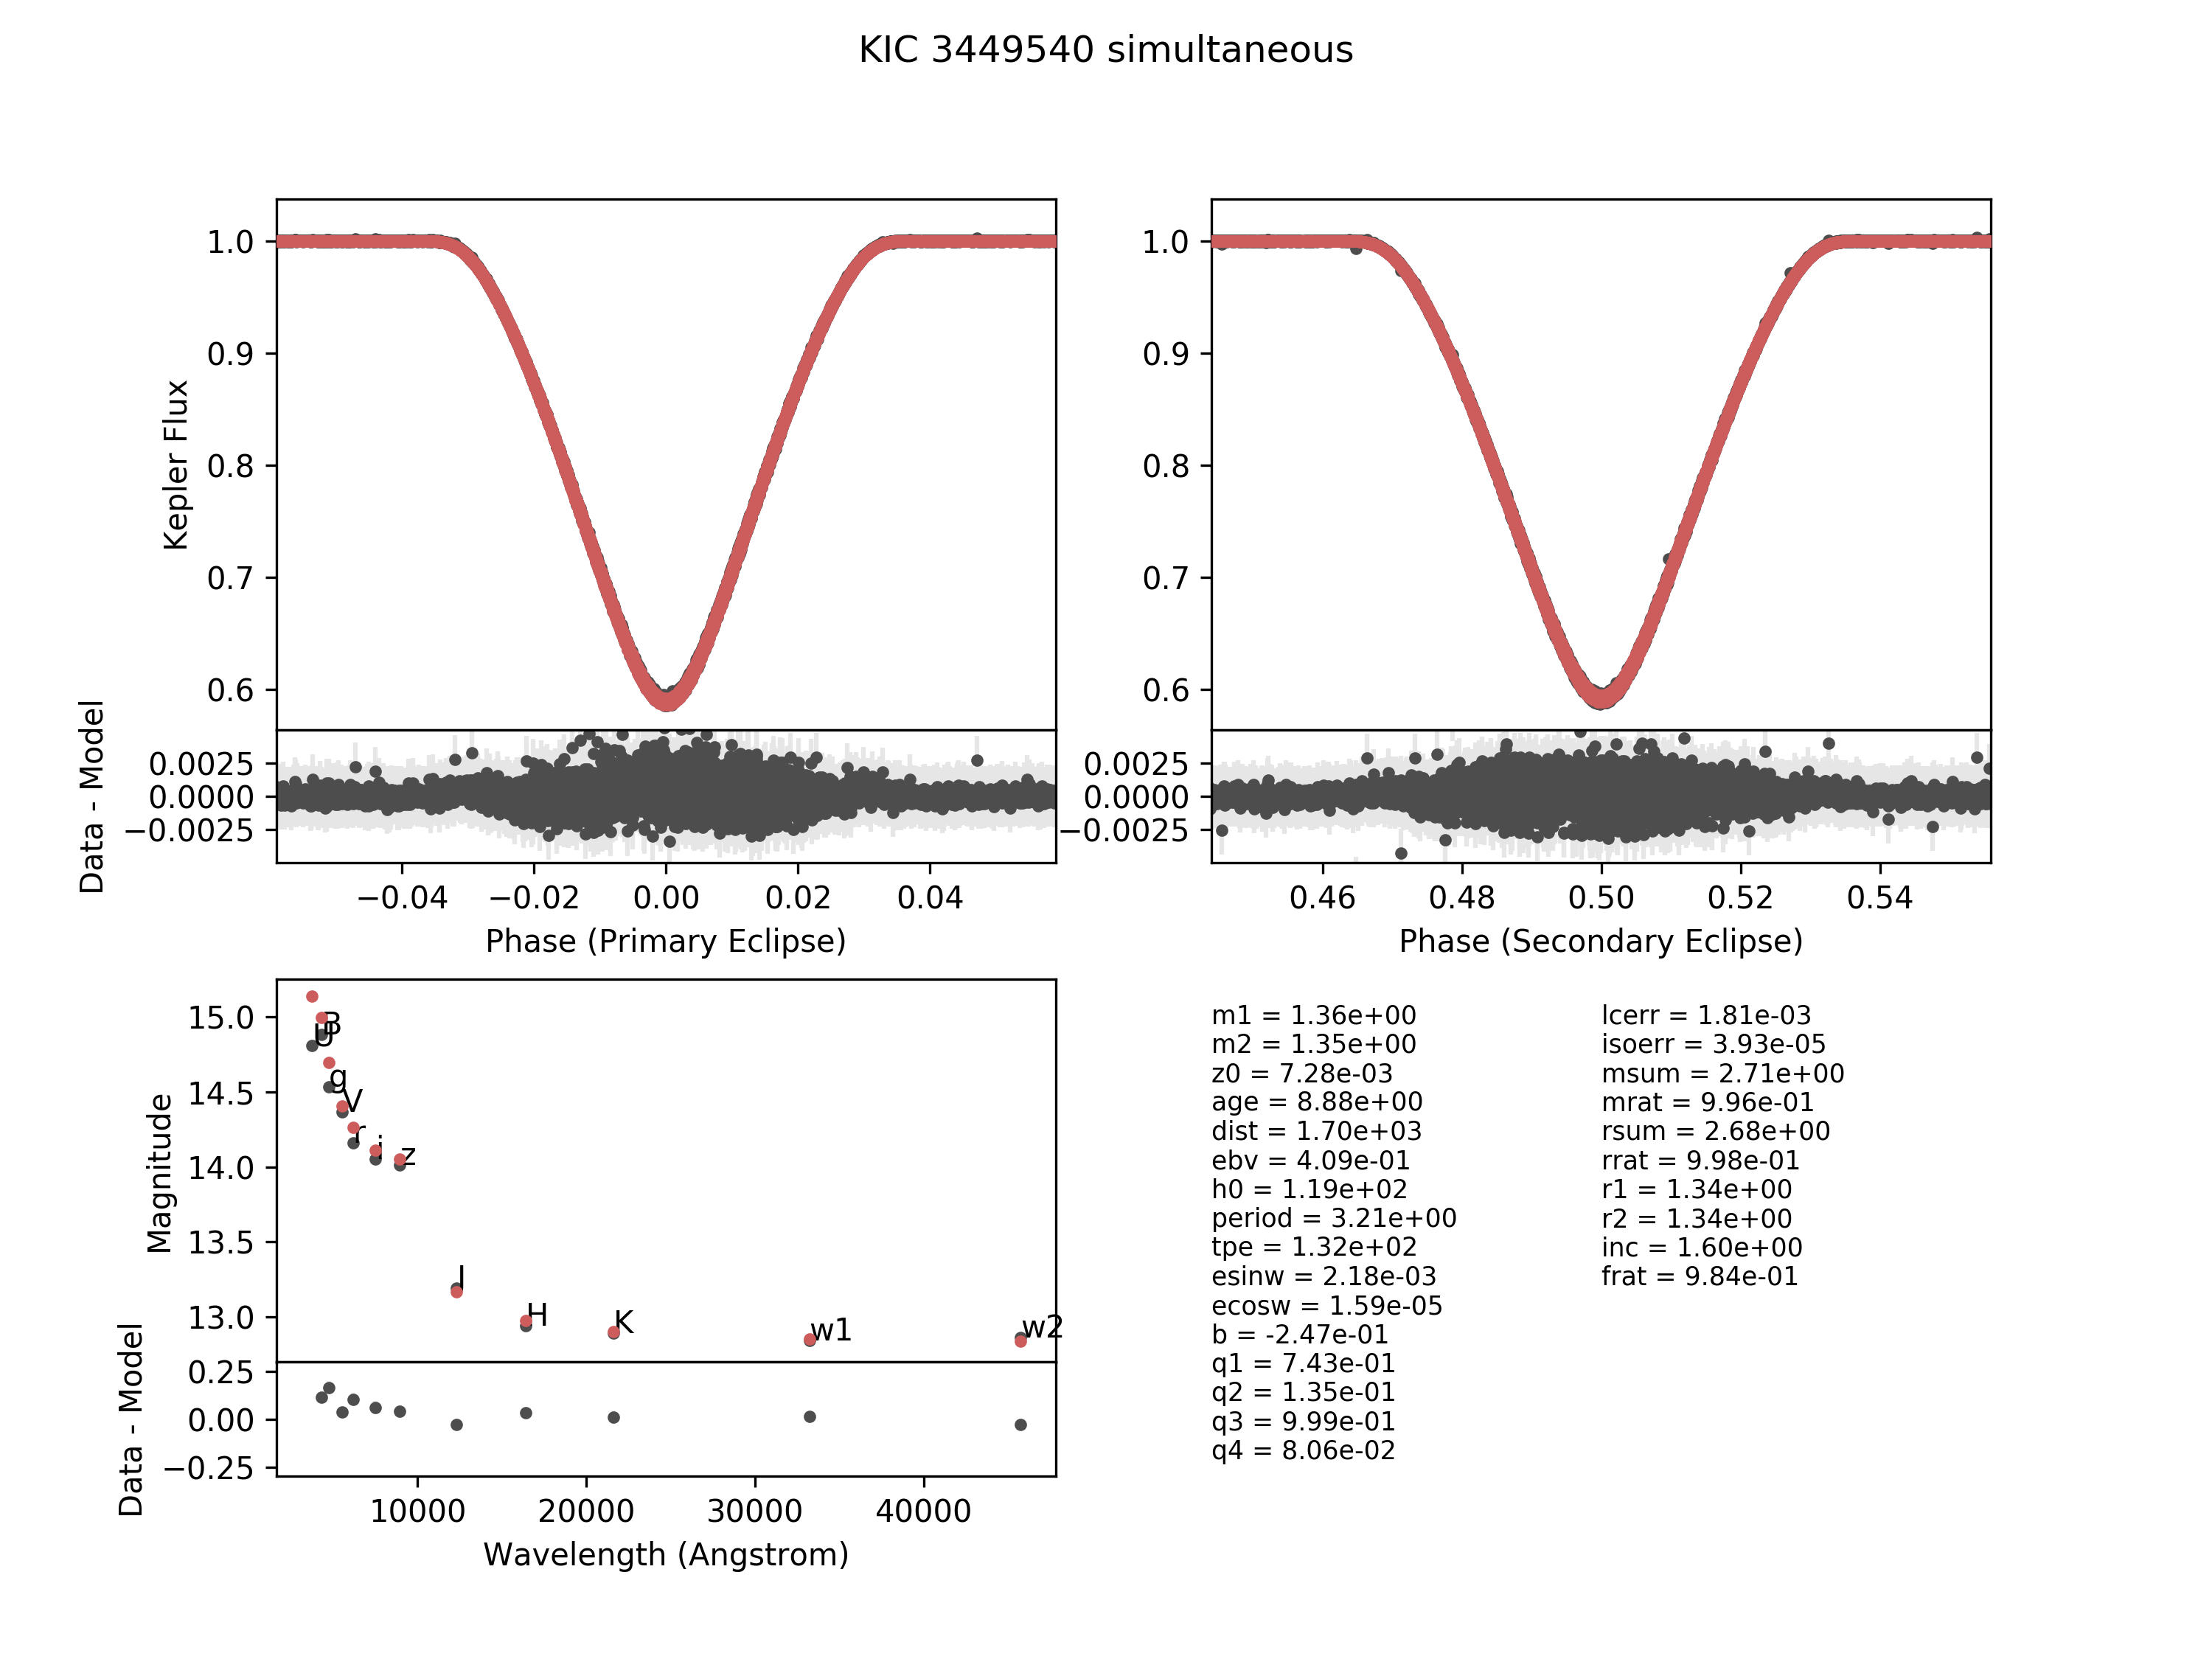 KIC 3449540 simultaneous
Kepler Flux
1.0
0.9
0.8
0.7
0.6
1.0
0.9
0.8
0.7
0.6
Data - Model
0.0025
0.0000
−0.0025
0.0025
0.0000
−0.0025
−0.04 −0.02 0.00 0.02 0.04
0.46 0.48 0.50 0.52 0.54
Phase (Primary Eclipse)
Phase (Secondary Eclipse)
Magnitude
15.0
14.5
14.0
13.5
13.0
U
B
g
V
r
i
z
J
H
K
w1
w2
Data - Model
0.25
0.00
−0.25
10000 20000 30000 40000
Wavelength (Angstrom)
m1 = 1.36e+00
m2 = 1.35e+00
z0 = 7.28e-03
age = 8.88e+00
dist = 1.70e+03
ebv = 4.09e-01
h0 = 1.19e+02
period = 3.21e+00
tpe = 1.32e+02
esinw = 2.18e-03
ecosw = 1.59e-05
b = -2.47e-01
q1 = 7.43e-01
q2 = 1.35e-01
q3 = 9.99e-01
q4 = 8.06e-02
lcerr = 1.81e-03
isoerr = 3.93e-05
msum = 2.71e+00
mrat = 9.96e-01
rsum = 2.68e+00
rrat = 9.98e-01
r1 = 1.34e+00
r2 = 1.34e+00
inc = 1.60e+00
frat = 9.84e-01